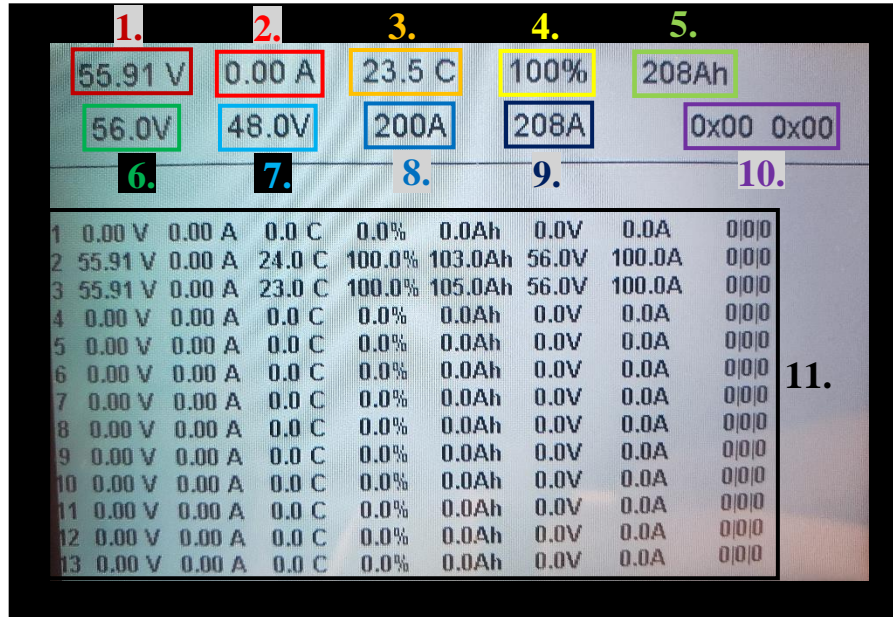 1. 2. 3. 4. 5.
55.91 V 0.00 A 23.5 C 100% 208Ah
56.0V 48.0V 200A 208A 0x00 0x00
6. 7. 8. 9. 10.
1 0.00 V 0.00 A 0.0 C 0.0% 0.0Ah 0.0V 0.0A 0|0|0
2 55.91 V 0.00 A 24.0 C 100.0% 103.0Ah 56.0V 100.0A 0|0|0
3 55.91 V 0.00 A 23.0 C 100.0% 105.0Ah 56.0V 100.0A 0|0|0
4 0.00 V 0.00 A 0.0 C 0.0% 0.0Ah 0.0V 0.0A 0|0|0
5 0.00 V 0.00 A 0.0 C 0.0% 0.0Ah 0.0V 0.0A 0|0|0
6 0.00 V 0.00 A 0.0 C 0.0% 0.0Ah 0.0V 0.0A 0|0|0
11.
7 0.00 V 0.00 A 0.0 C 0.0% 0.0Ah 0.0V 0.0A 0|0|0
8 0.00 V 0.00 A 0.0 C 0.0% 0.0Ah 0.0V 0.0A 0|0|0
9 0.00 V 0.00 A 0.0 C 0.0% 0.0Ah 0.0V 0.0A 0|0|0
10 0.00 V 0.00 A 0.0 C 0.0% 0.0Ah 0.0V 0.0A 0|0|0
11 0.00 V 0.00 A 0.0 C 0.0% 0.0Ah 0.0V 0.0A 0|0|0
12 0.00 V 0.00 A 0.0 C 0.0% 0.0Ah 0.0V 0.0A 0|0|0
13 0.00 V 0.00 A 0.0 C 0.0% 0.0Ah 0.0V 0.0A 0|0|0